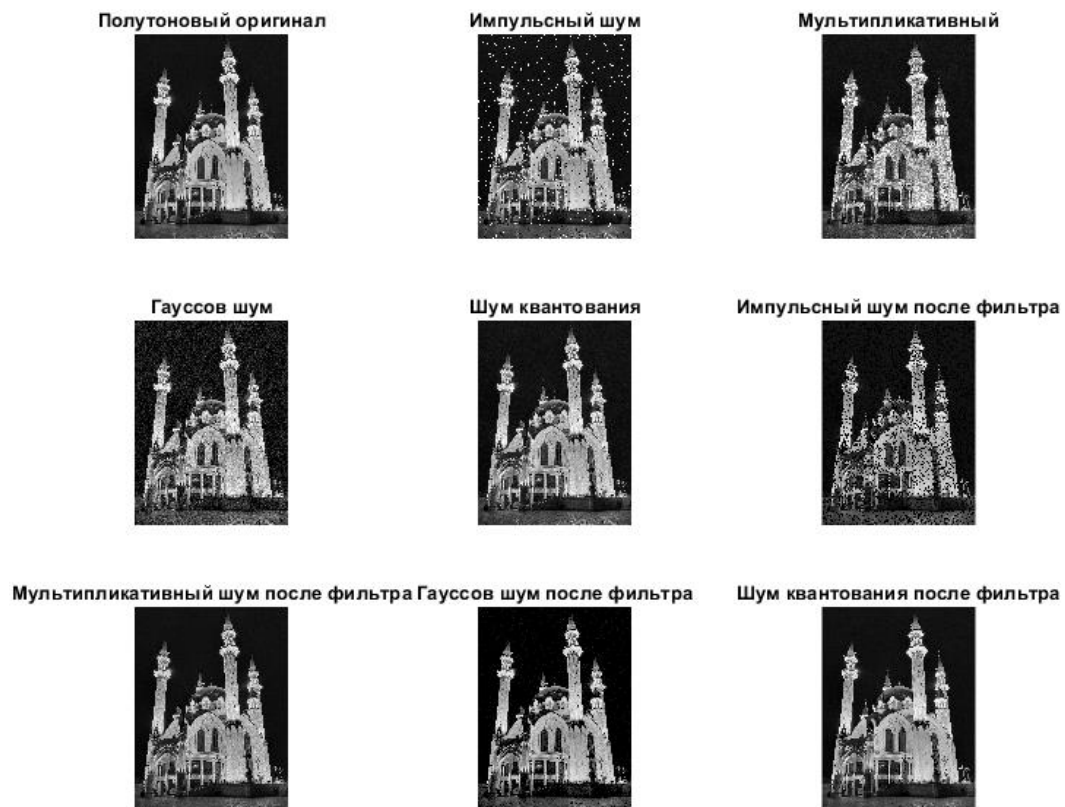 Полутоновый оригинал
Импульсный шум
Мультипликативный
Гауссов шум
Шум квантования
Импульсный шум после фильтра
Мультипликативный шум после фильтра
Гауссов шум после фильтра
Шум квантования после фильтра